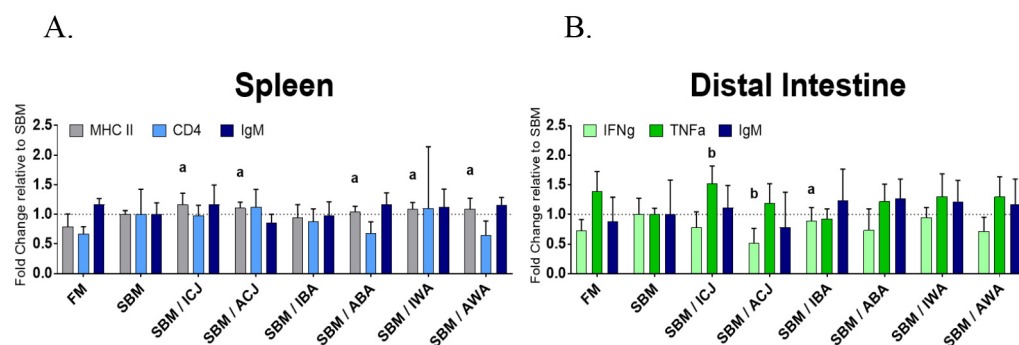 A.
Spleen
Fold Change relative to SBM
2.5
2.0
1.5
1.0
0.5
0.0
MHC II CD4 IgM
a a a a a
FM SBM SBM / ICJ SBM / ACJ SBM / IBA SBM / ABA SBM / IWA SBM / AWA
B.
Distal Intestine
Fold Change relative to SBM
2.5
2.0
1.5
1.0
0.5
0.0
IFNg TNFa IgM
b b a
FM SBM SBM / ICJ SBM / ACJ SBM / IBA SBM / ABA SBM / IWA SBM / AWA